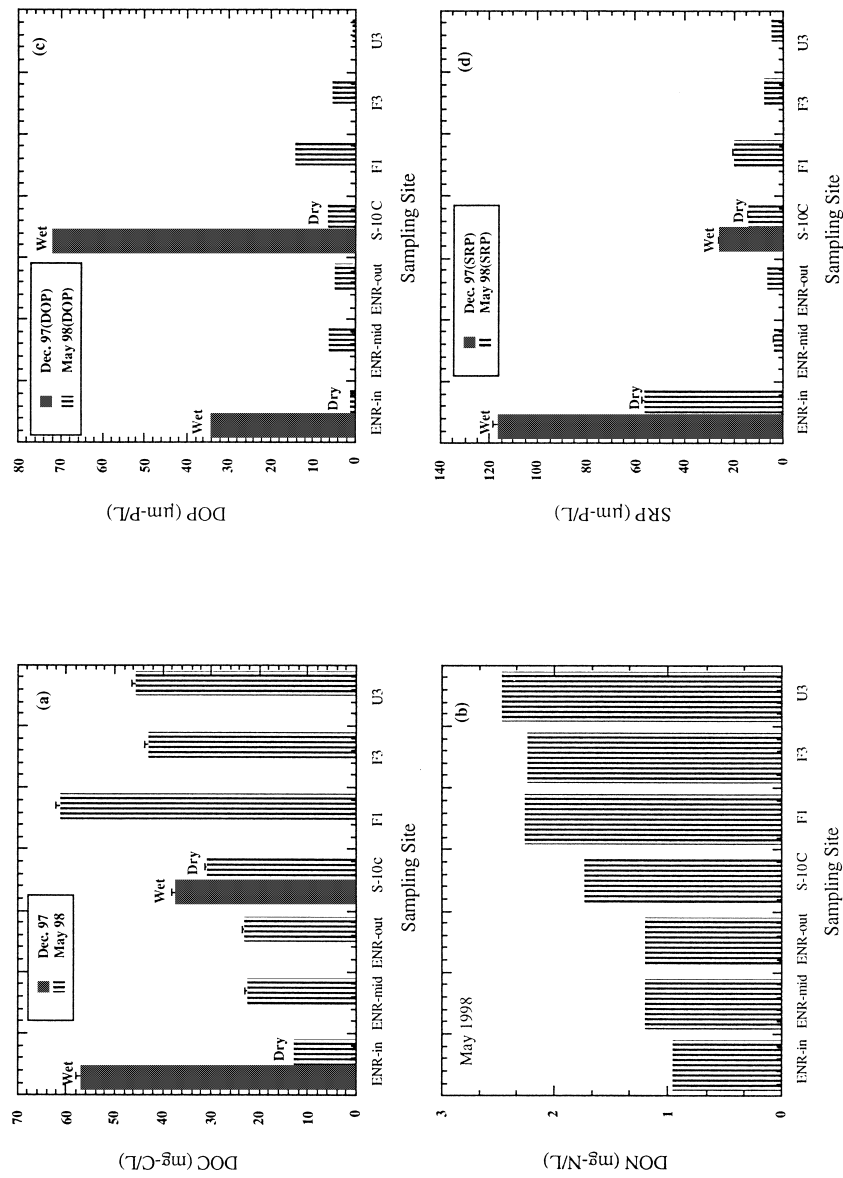 (a)
Dec. 97
May 98
70
60
50
40
30
20
10
0
DOC (mg-C/L)
Wet
Dry
Wet
Dry
ENR-in ENR-mid ENR-out S-10C F1 F3 U3
Sampling Site
(b)
May 1998
3
2
1
0
DON (mg-N/L)
ENR-in ENR-mid ENR-out S-10C F1 F3 U3
Sampling Site
(c)
Dec. 97(DOP)
May 98(DOP)
80
70
60
50
40
30
20
10
0
DOP (µm-P/L)
Wet
Dry
Wet
Dry
ENR-in ENR-mid ENR-out S-10C F1 F3 U3
Sampling Site
(d)
Dec. 97(SRP)
May 98(SRP)
140
120
100
80
60
40
20
0
SRP (µm-P/L)
Wet
Dry
Wet
Dry
ENR-in ENR-mid ENR-out S-10C F1 F3 U3
Sampling Site